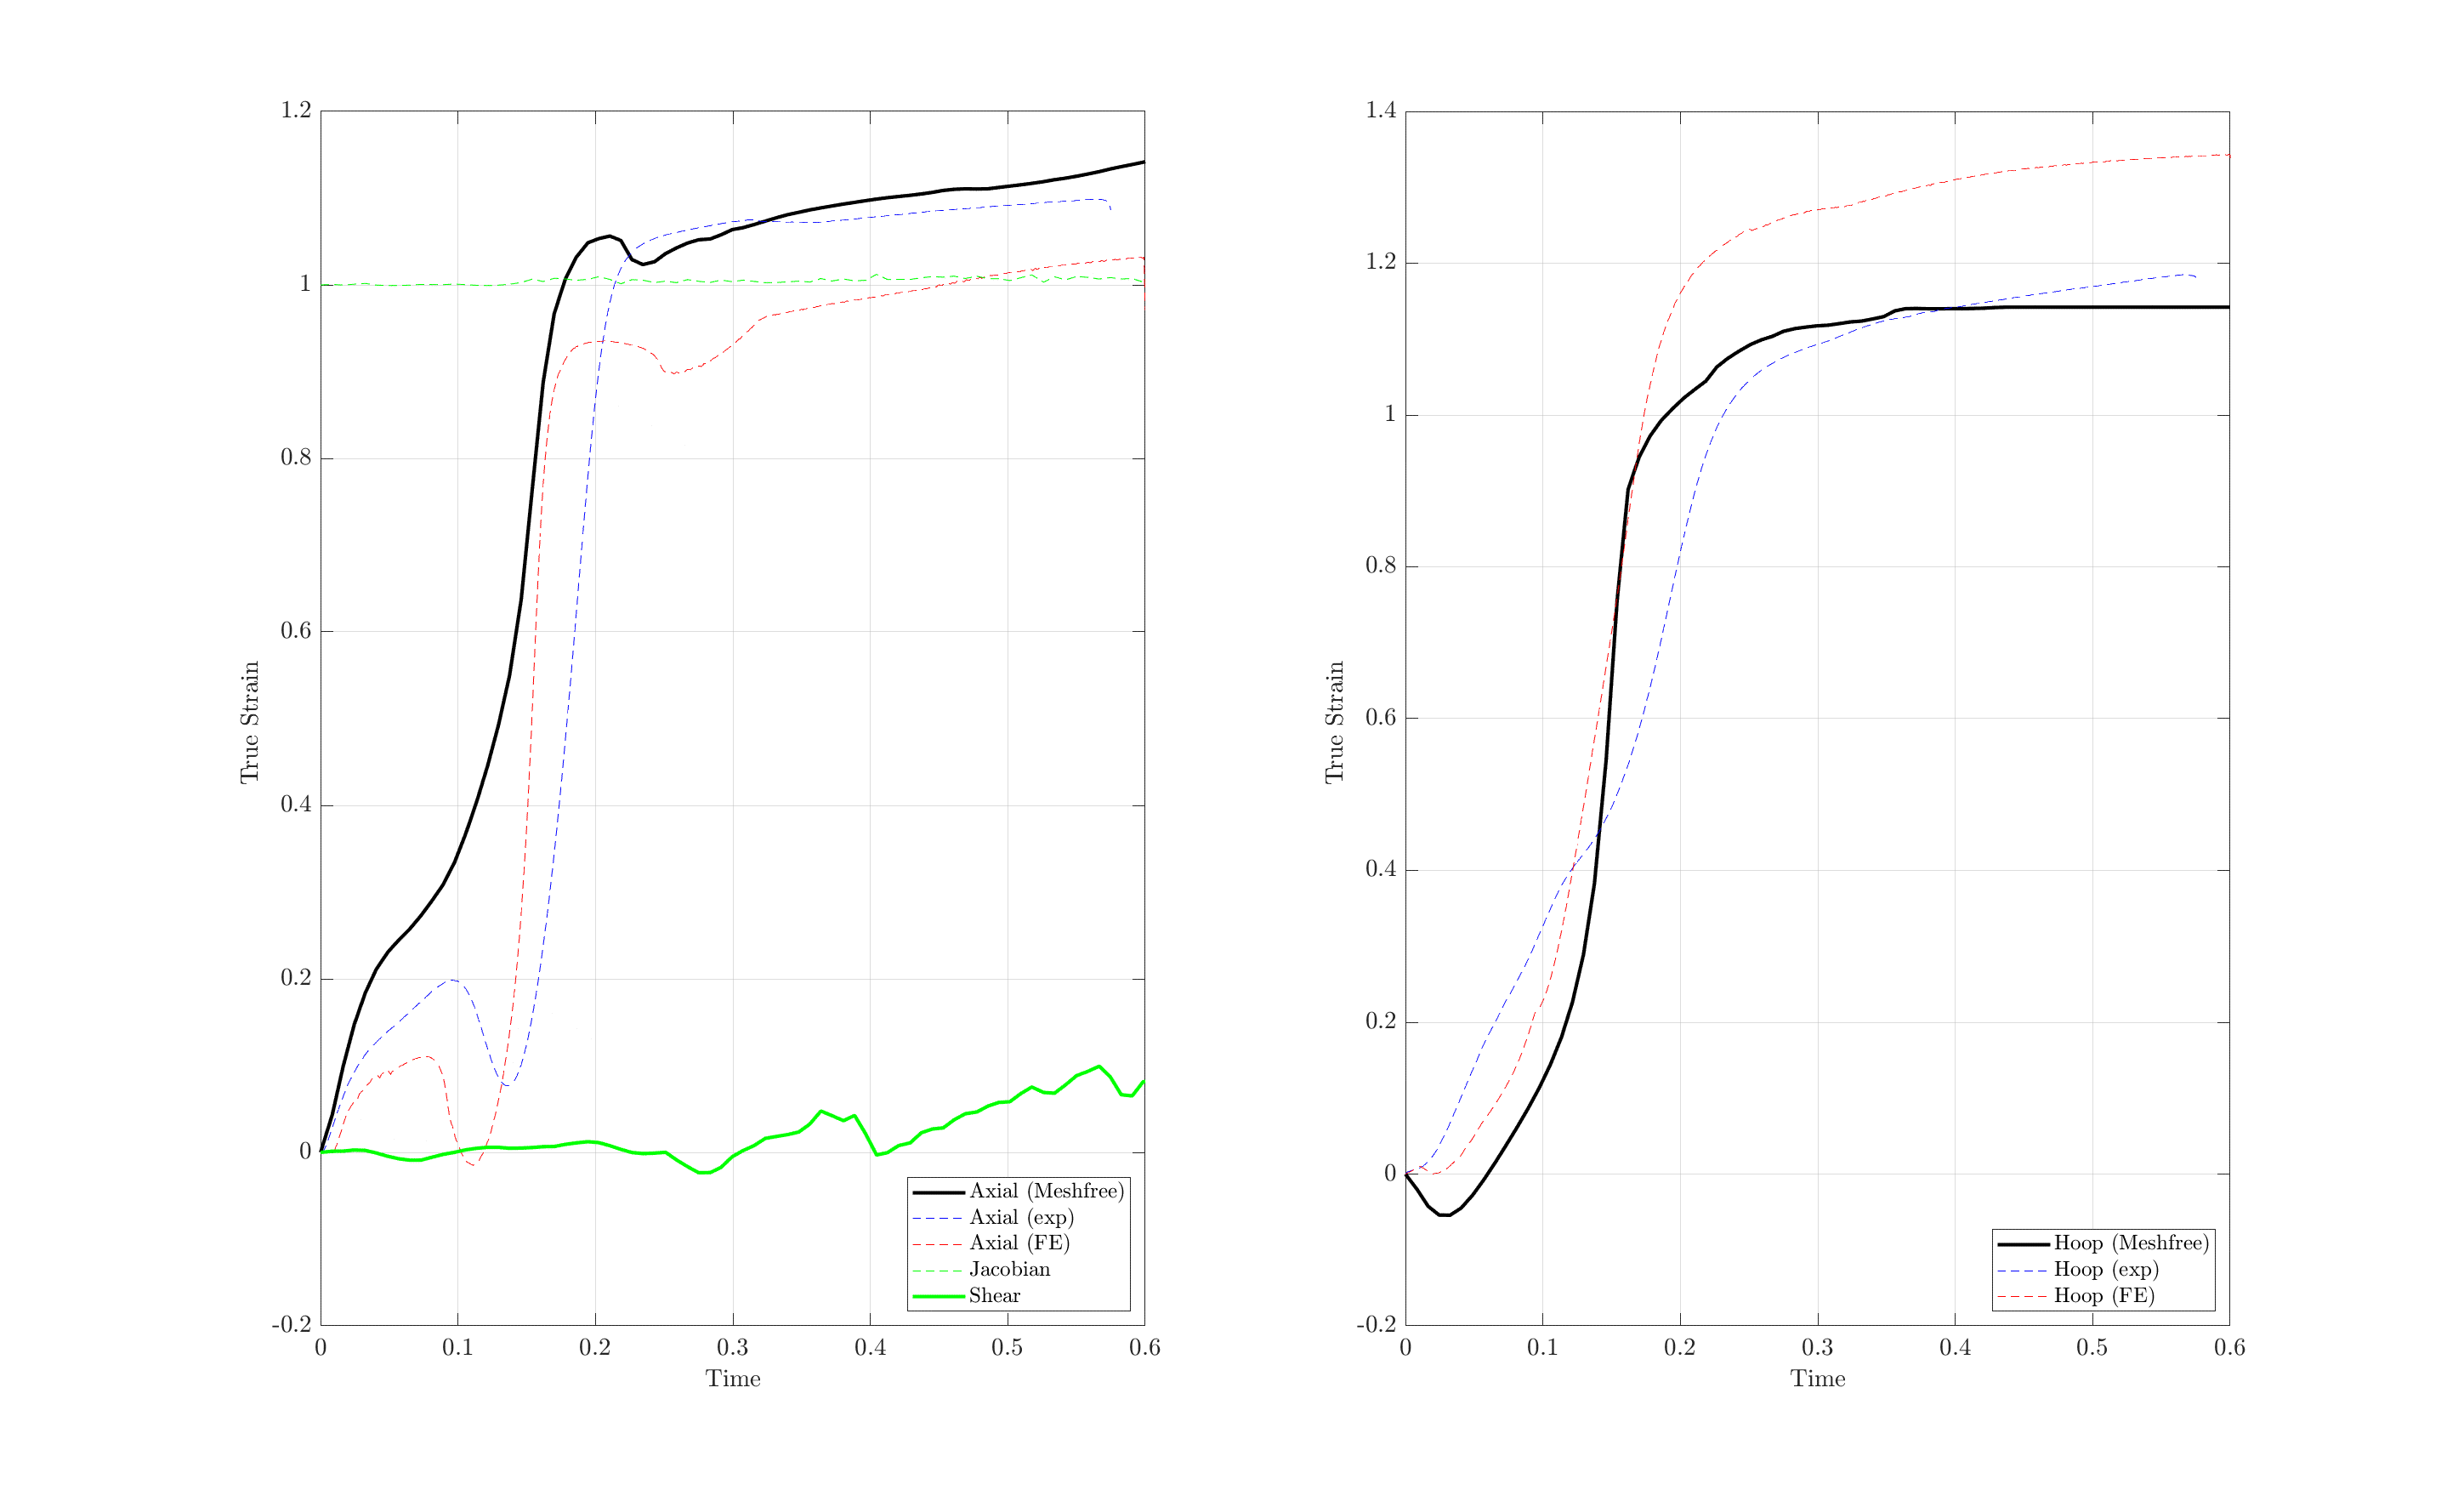 1.2
1
0.8
0.6
0.4
0.2
0
-0.2
True Strain
0 0.1 0.2 0.3 0.4 0.5 0.6
Time
Axial (Meshfree)
Axial (exp)
Axial (FE)
Jacobian
Shear
1.4
1.2
1
0.8
0.6
0.4
0.2
0
-0.2
True Strain
0 0.1 0.2 0.3 0.4 0.5 0.6
Time
Hoop (Meshfree)
Hoop (exp)
Hoop (FE)